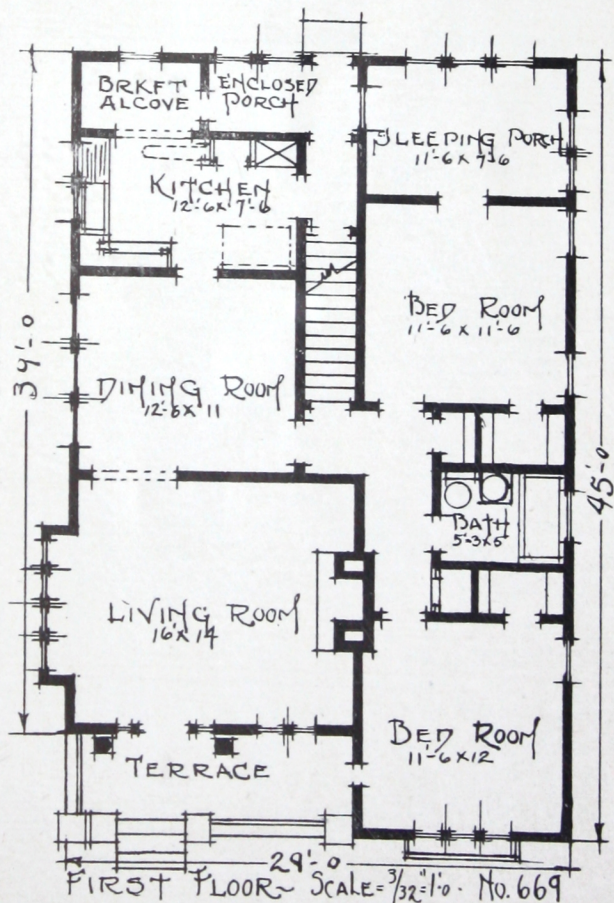 BRKFT
ALCOVE
ENCLOSED
PORCH
SLEEPING PORCH
11'-6 X 7'-6
KITCHEN
12'-6 X 7'-6
BED ROOM
11'-6 X 11'-6
39'-0
DINING ROOM
12'-6 X 11
45'-0
BATH
5'-3 X 5'
LIVING ROOM
16' X 14
BED ROOM
11'-6 X 12
TERRACE
29'-0
FIRST FLOOR~ SCALE = 3/32" = 1'-0 · No. 669